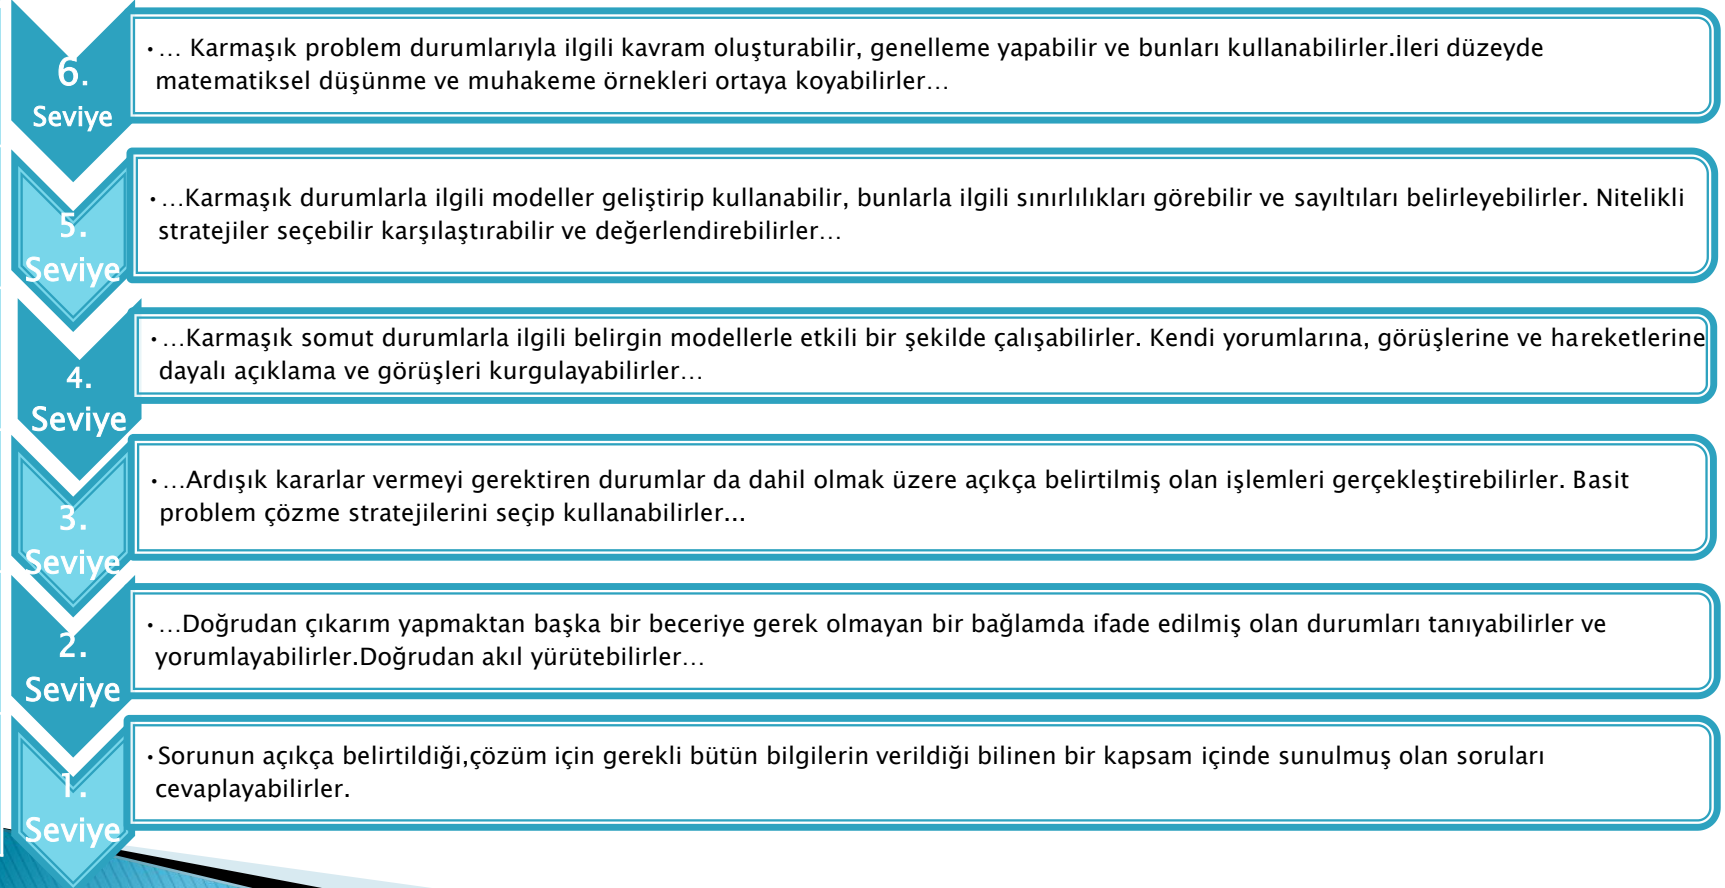 6.
Seviye
•… Karmaşık problem durumlarıyla ilgili kavram oluşturabilir, genelleme yapabilir ve bunları kullanabilirler.İleri düzeyde
matematiksel düşünme ve muhakeme örnekleri ortaya koyabilirler…
5.
Seviye
•…Karmaşık durumlarla ilgili modeller geliştirip kullanabilir, bunlarla ilgili sınırlılıkları görebilir ve sayıltıları belirleyebilirler. Nitelikli
stratejiler seçebilir karşılaştırabilir ve değerlendirebilirler…
4.
Seviye
•…Karmaşık somut durumlarla ilgili belirgin modellerle etkili bir şekilde çalışabilirler. Kendi yorumlarına, görüşlerine ve hareketlerine
dayalı açıklama ve görüşleri kurgulayabilirler…
3.
Seviye
•…Ardışık kararlar vermeyi gerektiren durumlar da dahil olmak üzere açıkça belirtilmiş olan işlemleri gerçekleştirebilirler. Basit
problem çözme stratejilerini seçip kullanabilirler...
2.
Seviye
•…Doğrudan çıkarım yapmaktan başka bir beceriye gerek olmayan bir bağlamda ifade edilmiş olan durumları tanıyabilirler ve
yorumlayabilirler.Doğrudan akıl yürütebilirler…
1.
Seviye
•Sorunun açıkça belirtildiği,çözüm için gerekli bütün bilgilerin verildiği bilinen bir kapsam içinde sunulmuş olan soruları
cevaplayabilirler.